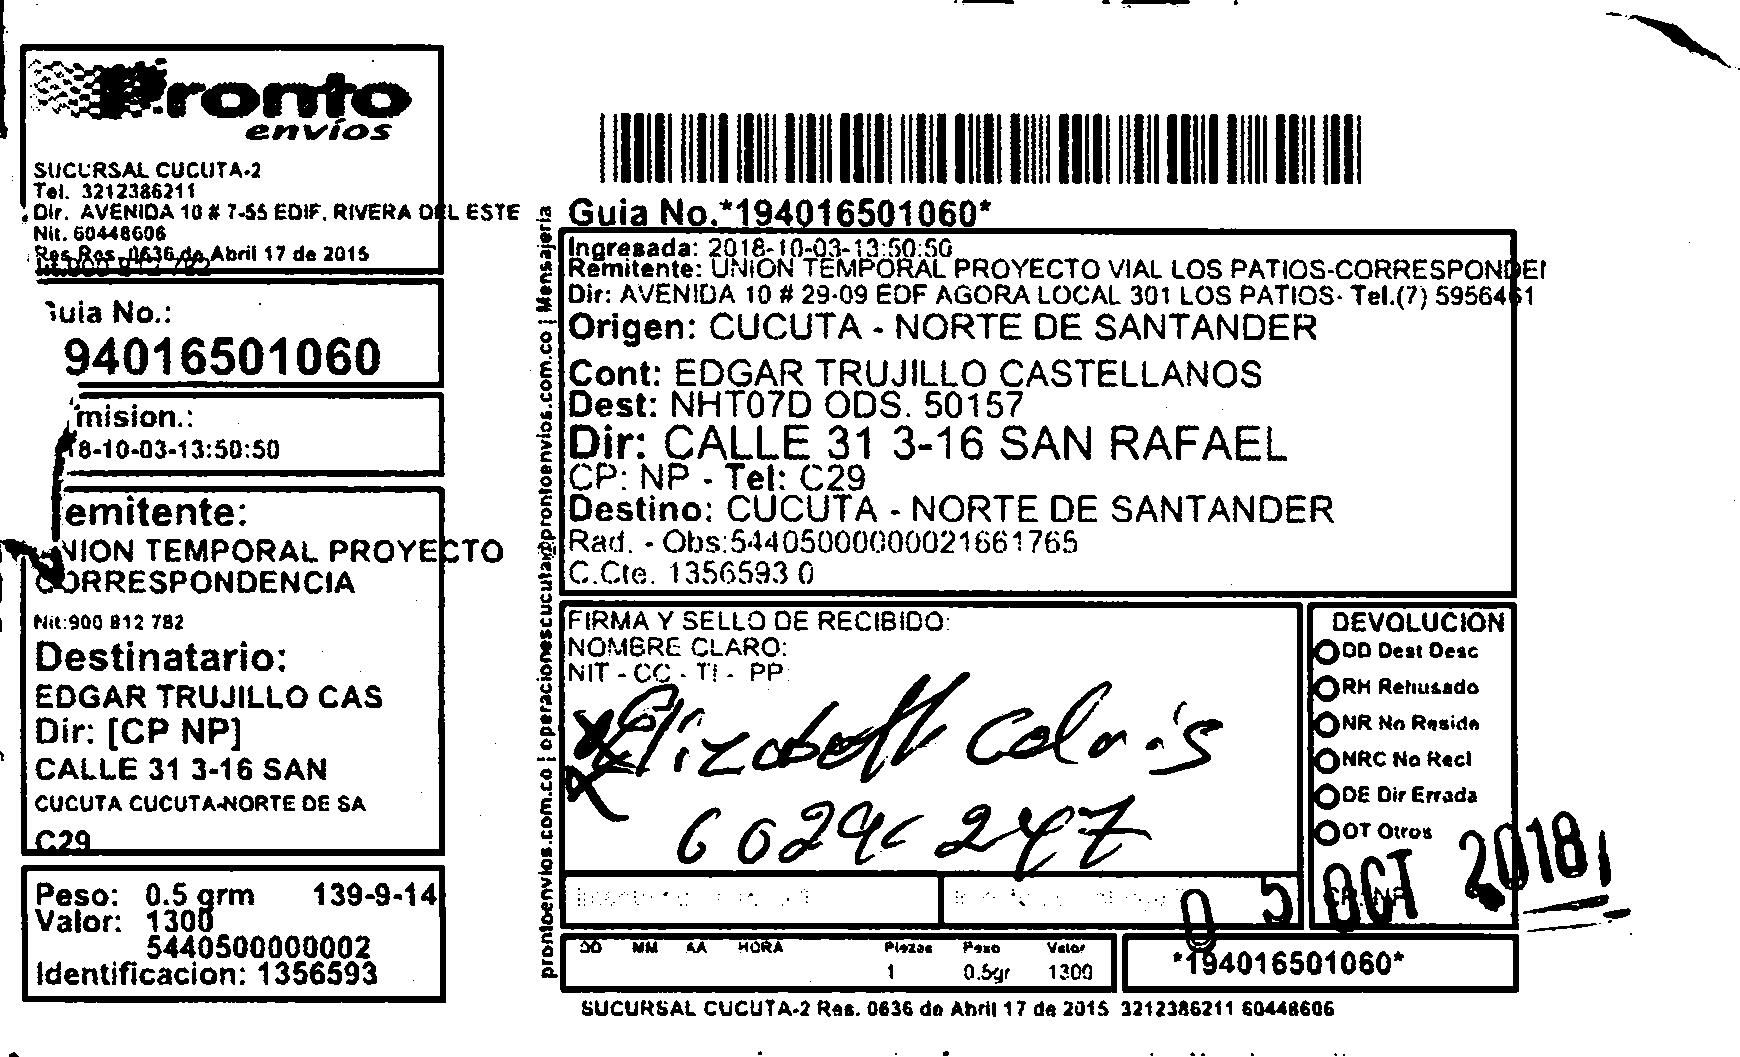 Pronto
envíos
SUCURSAL CUCUTA-2
Tel. 3212386211
Dir. AVENIDA 10 # 7-55 EDIF. RIVERA DEL ESTE
Nit. 60448606
Res. 0636 de Abril 17 de 2015
Guia No.:
94016501060
mision.:
18-10-03-13:50:50
emitente:
NION TEMPORAL PROYECTO
CORRESPONDENCIA
Nit:900 812 782
Destinatario:
EDGAR TRUJILLO CAS
Dir: [CP NP]
CALLE 31 3-16 SAN
CUCUTA CUCUTA-NORTE DE SA
C29
Peso: 0.5 grm 139-9-14
Valor: 1300
5440500000002
Identificacion: 1356593
prontoenvios.com.co | operacionescucuta@prontoenvios.com.co | Mensajeria
Guia No.*194016501060*
Ingresada: 2018-10-03-13:50:50
Remitente: UNION TEMPORAL PROYECTO VIAL LOS PATIOS-CORRESPONDE
Dir: AVENIDA 10 # 29-09 EDF AGORA LOCAL 301 LOS PATIOS- Tel.(7) 5956461
Origen: CUCUTA - NORTE DE SANTANDER
Cont: EDGAR TRUJILLO CASTELLANOS
Dest: NHT07D ODS. 50157
Dir: CALLE 31 3-16 SAN RAFAEL
CP: NP - Tel: C29
Destino: CUCUTA - NORTE DE SANTANDER
Rad. - Obs:54405000000021661765
C.Cte. 1356593 0
FIRMA Y SELLO DE RECIBIDO:
NOMBRE CLARO:
NIT - CC - TI - PP
Elizabeth
DEVOLUCION
DD Dest Desc
RH Rehusado
NR No Reside
NRC No Recl
DE Dir Errada
OT Otros
05 OCT 2018
DD MM AA HORA Piezas Peso Valor
1 0.5gr 1300
*194016501060*
SUCURSAL CUCUTA-2 Res. 0636 de Abril 17 de 2015 3212386211 60448606